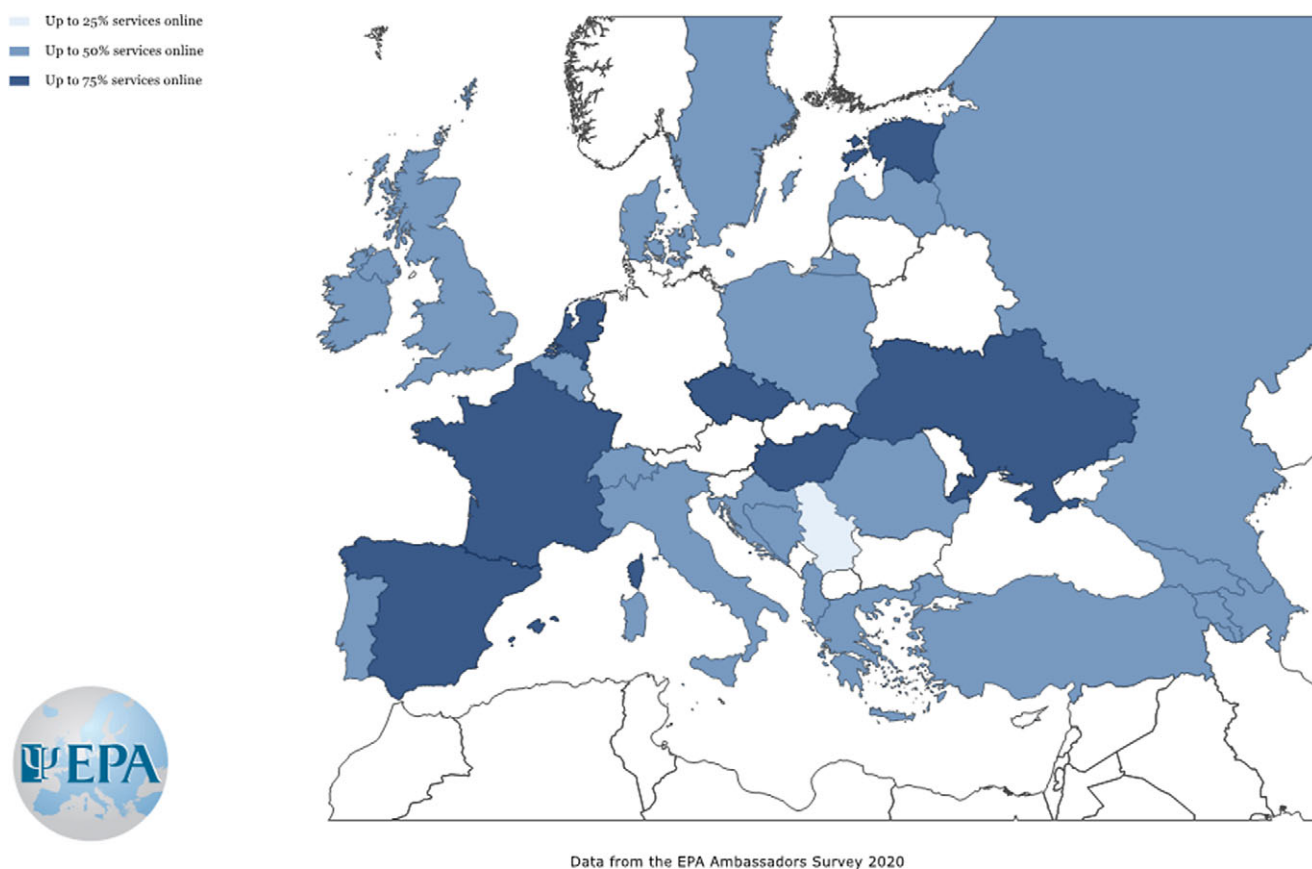 Up to 25% services online
Up to 50% services online
Up to 75% services online
ΨEPA
Data from the EPA Ambassadors Survey 2020